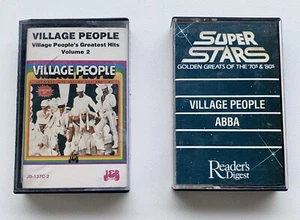 VILLAGE PEOPLE
Village People's Greatest Hits
Volume 2
VILLAGE PEOPLE
SUPER
STARS
GOLDEN GREATS OF THE '70s & '80s
VILLAGE PEOPLE
ABBA
Reader's
Digest